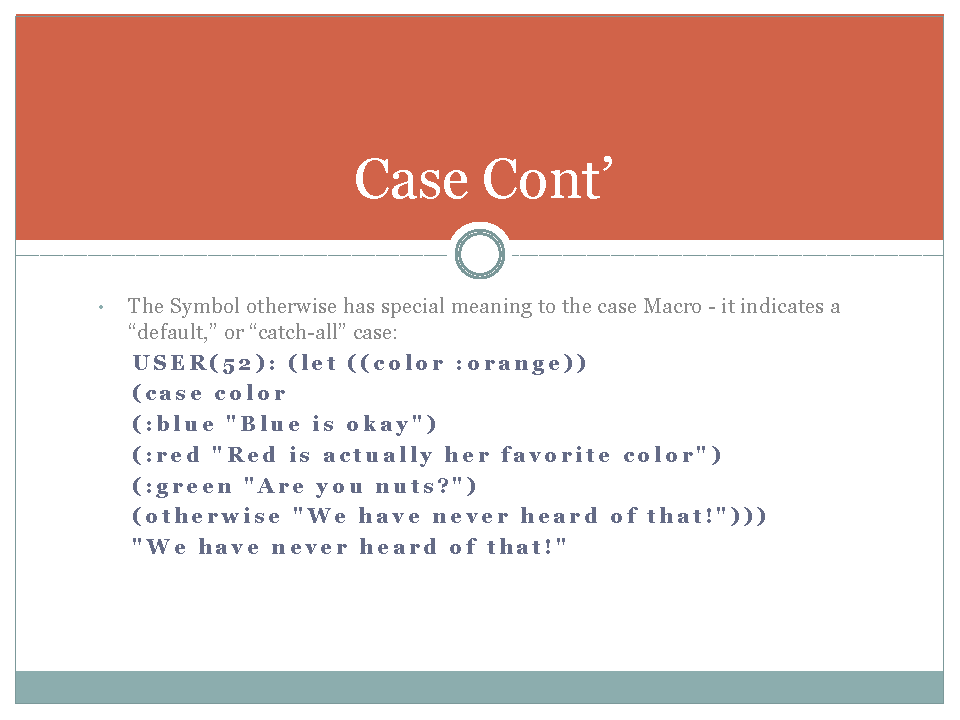 Case Cont’
• The Symbol otherwise has special meaning to the case Macro - it indicates a
“default,” or “catch-all” case:
USER(52): (let ((color :orange))
(case color
(:blue "Blue is okay")
(:red "Red is actually her favorite color")
(:green "Are you nuts?")
(otherwise "We have never heard of that!")))
"We have never heard of that!"